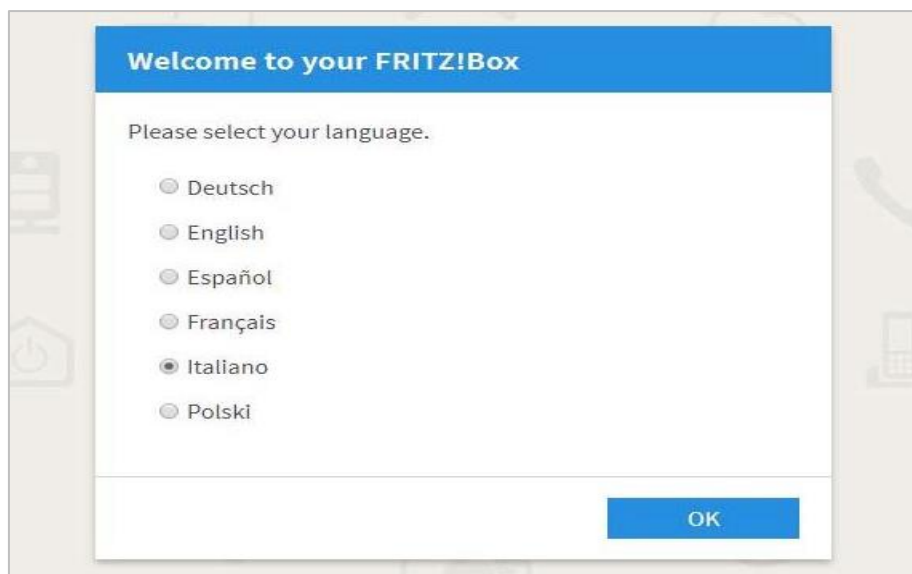 Welcome to your FRITZ!Box
Please select your language.
Deutsch
English
Español
Français
Italiano
Polski
OK